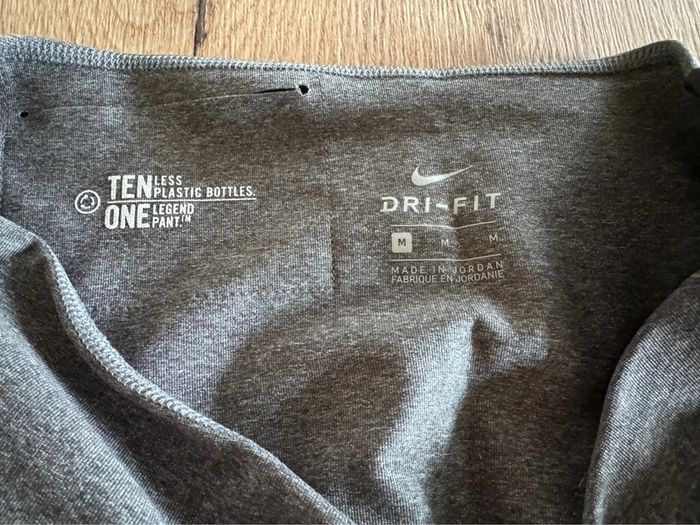 TEN LESS
PLASTIC BOTTLES.
ONE LEGEND
PANT.™
DRI-FIT
M M M
MADE IN JORDAN
FABRIQUE EN JORDANIE